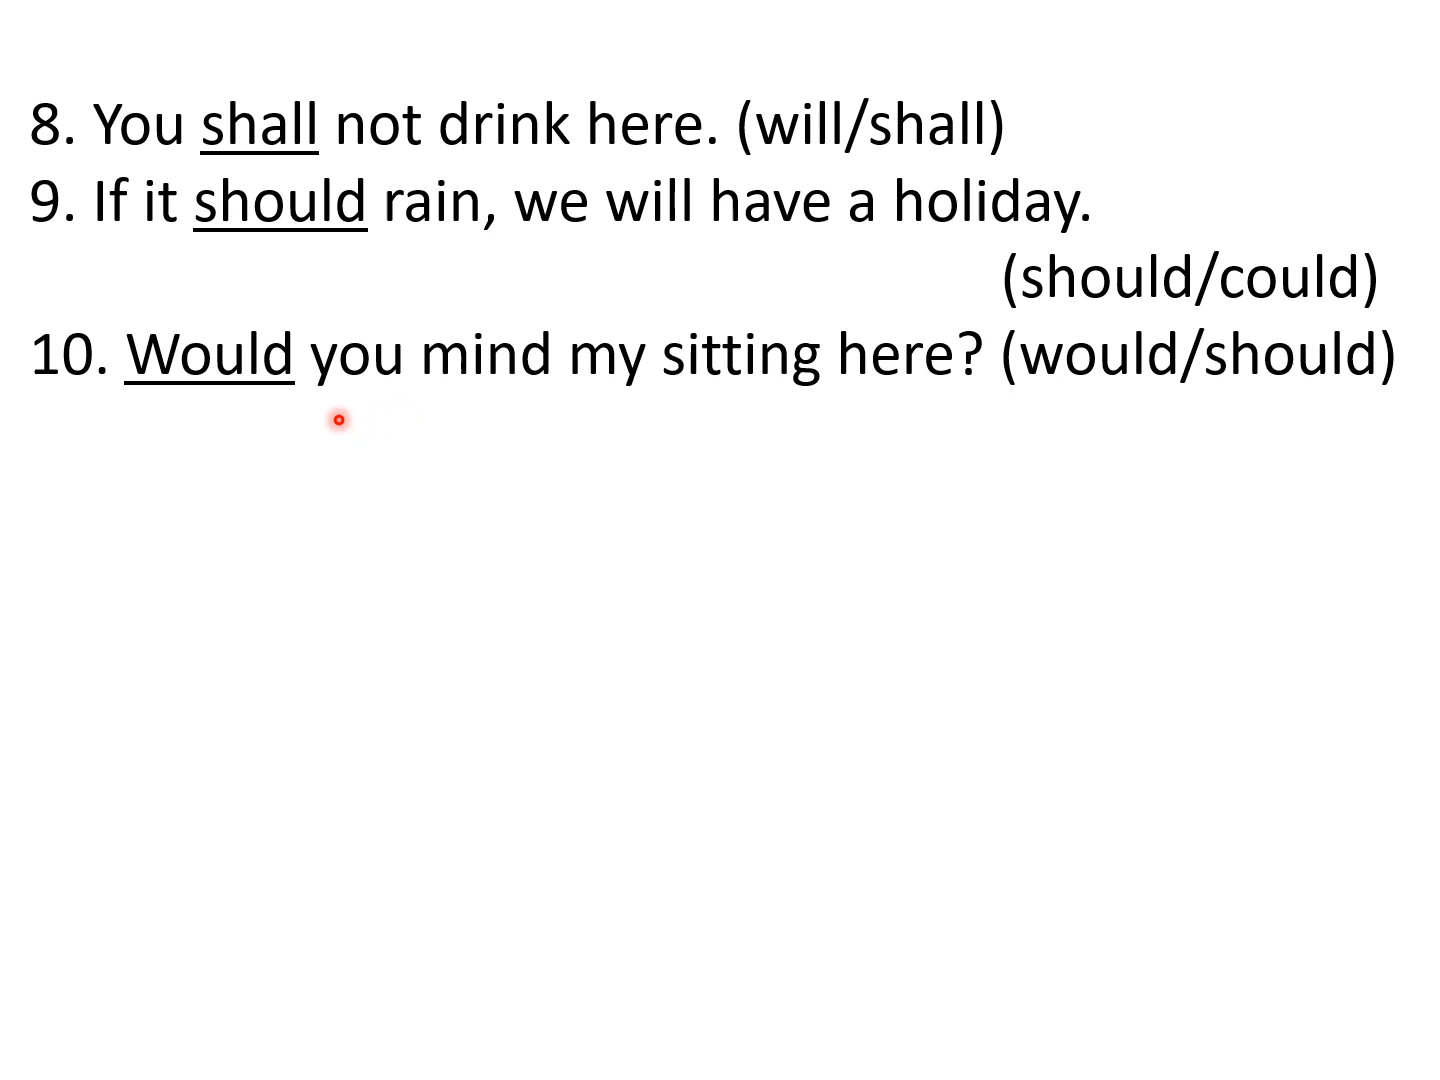 8. You shall not drink here. (will/shall)
9. If it should rain, we will have a holiday.
(should/could)
10. Would you mind my sitting here? (would/should)